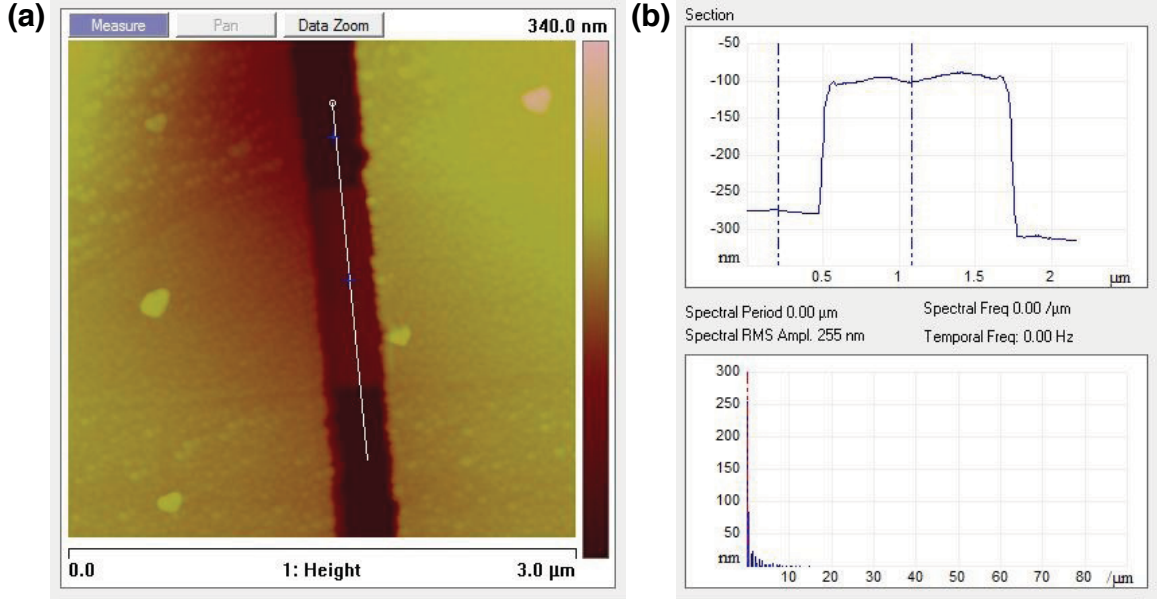 (a)
Measure Pan Data Zoom 340.0 nm
0.0 1: Height 3.0 µm
(b)
Section
-50
-100
-150
-200
-250
-300
nm
0.5 1 1.5 2 µm
Spectral Period 0.00 µm Spectral Freq 0.00 /µm
Spectral RMS Ampl. 255 nm Temporal Freq: 0.00 Hz
300
250
200
150
100
50
nm
10 20 30 40 50 60 70 80 /µm